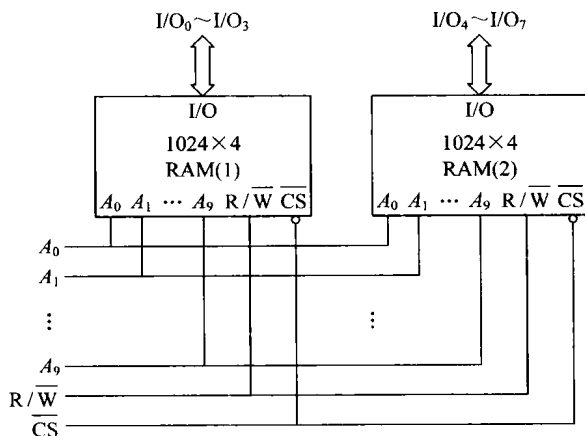 I/O₀～I/O₃
I/O₄～I/O₇
I/O
1024×4
RAM(1)
A₀ A₁ ⋯ A₉ R/W̅ C̅S̅
I/O
1024×4
RAM(2)
A₀ A₁ ⋯ A₉ R/W̅ C̅S̅
A₀
A₁
⋮
⋮
A₉
R/W̅
C̅S̅